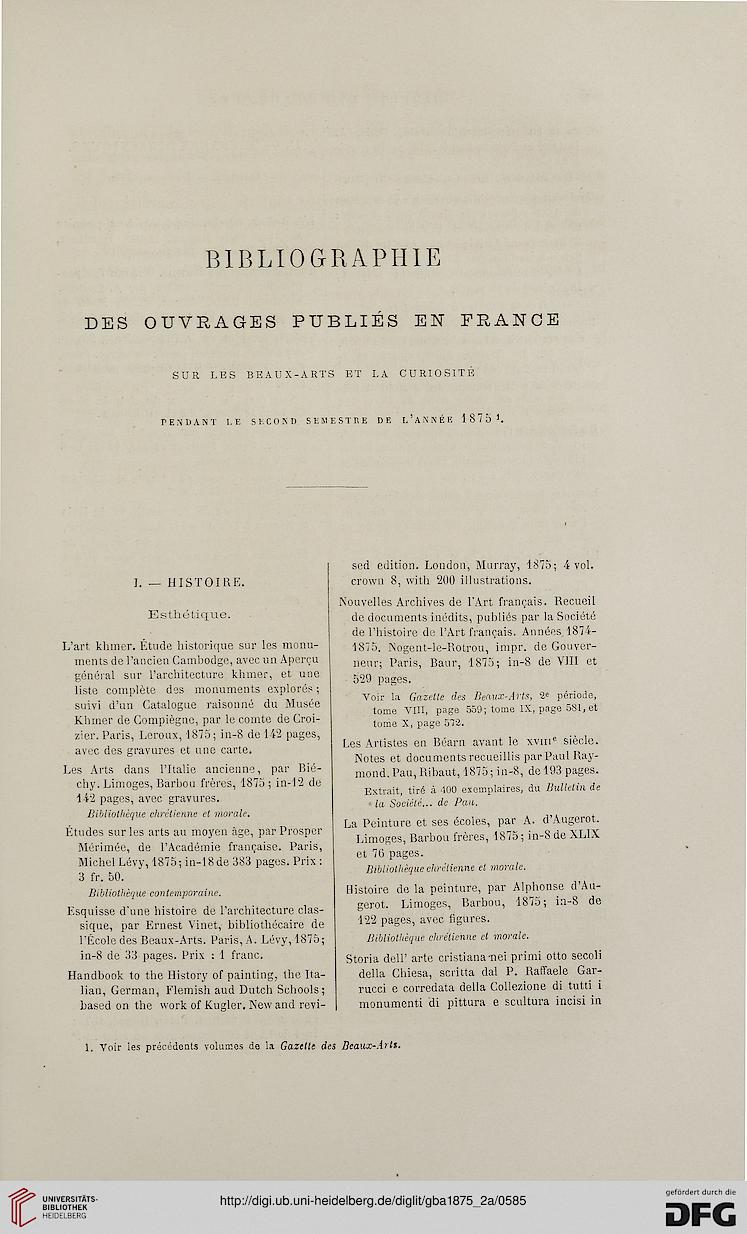 BIBLIOGRAPHIE
DES OUVRAGES PUBLIÉS EN FRANCE
SUR LES BEAUX-ARTS ET LA CURIOSITÉ
PENDANT LE SECOND SEMESTRE DE L'ANNÉE 1875 1.
I. — HISTOIRE.
Esthétique.
L'art khmer. Étude historique sur les monu-
ments de l'ancien Cambodge, avec un Aperçu
général sur l'architecture khmer, et une
liste complète des monuments explorés;
suivi d'un Catalogue raisonné du Musée
Khmer de Compiègne, par le comte de Croi-
zier. Paris, Leroux, 1875; in-8 de 142 pages,
avec des gravures et une carte.
Les Arts dans l'Italie ancienne, par Bié-
chy. Limoges, Barbou frères, 1875; in-12 de
142 pages, avec gravures.
Bibliothèque chrétienne et morale.
Études sur les arts au moyen âge, par Prosper
Mérimée, de l'Académie française. Paris,
Michel Lévy, 1875; in-18 de 383 pages. Prix:
3 fr. 50.
Bibliothèque contemporaine.
Esquisse d'une histoire de l'architecture clas-
sique, par Ernest Vinet, bibliothécaire de
l'École des Beaux-Arts. Paris, A. Lévy, 1875;
in-8 de 33 pages. Prix : 1 franc.
Handbook to the History of painting, the Ita-
lian, German, Flemish and Dutch Schools;
based on the work of Kugler. New and revi-
sed edition. London, Murray, 1875; 4 vol.
crown 8, with 200 illustrations.
Nouvelles Archives de l'Art français. Recueil
de documents inédits, publiés par la Société
de l'histoire de l'Art français. Années 1874-
1875. Nogent-le-Rotrou, impr. de Gouver-
neur; Paris, Baur, 1875; in-8 de VIII et
529 pages.
Voir la Gazette des Beaux-Arts, 2e période,
tome VIII, page 559; tome IX, page 581, et
tome X, page 572.
Les Artistes en Béarn avant le XVIIIe siècle.
Notes et documents recueillis par Paul Ray-
mond. Pau, Ribaut, 1875; in-8, de 193 pages.
Extrait, tiré à 400 exemplaires, du Bulletin de
la Société... de Pau.
La Peinture et ses écoles, par A. d'Augerot.
Limoges, Barbou frères, 1875; in-8 de XLIX
et 76 pages.
Bibliothèque chrétienne et morale.
Histoire de la peinture, par Alphonse d'Au-
gerot. Limoges, Barbou, 1875; in-8 de
122 pages, avec figures.
Bibliothèque chrétienne et morale.
Storia dell' arte cristiana nei primi otto secoli
della Chiesa, scritta dal P. Raffaele Gar-
rucci e corredata della Collezione di tutti i
monumenti di pittura e scultura incisi in
1. Voir les précédents volumes de la Gazette des Beaux-Arts.
UNIVERSITÄTS-
BIBLIOTHEK
HEIDELBERG
http://digi.ub.uni-heidelberg.de/diglit/gba1875_2a/0585
gefördert durch die
DFG